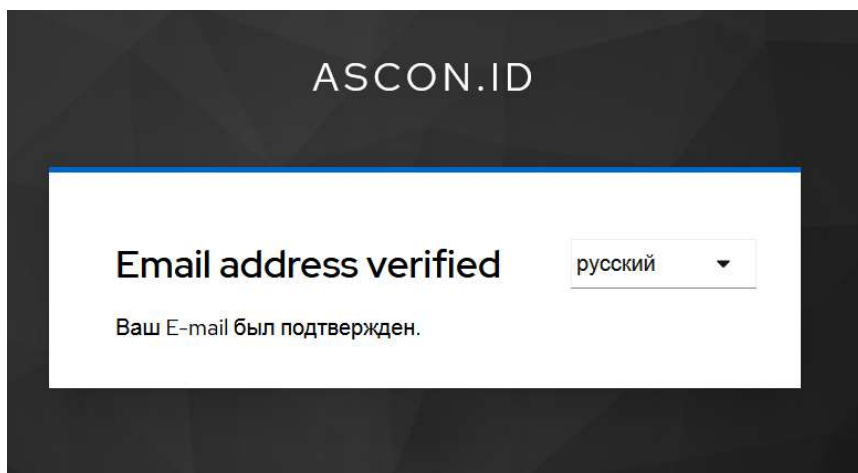 ASCON.ID
Email address verified
русский
Ваш E-mail был подтвержден.